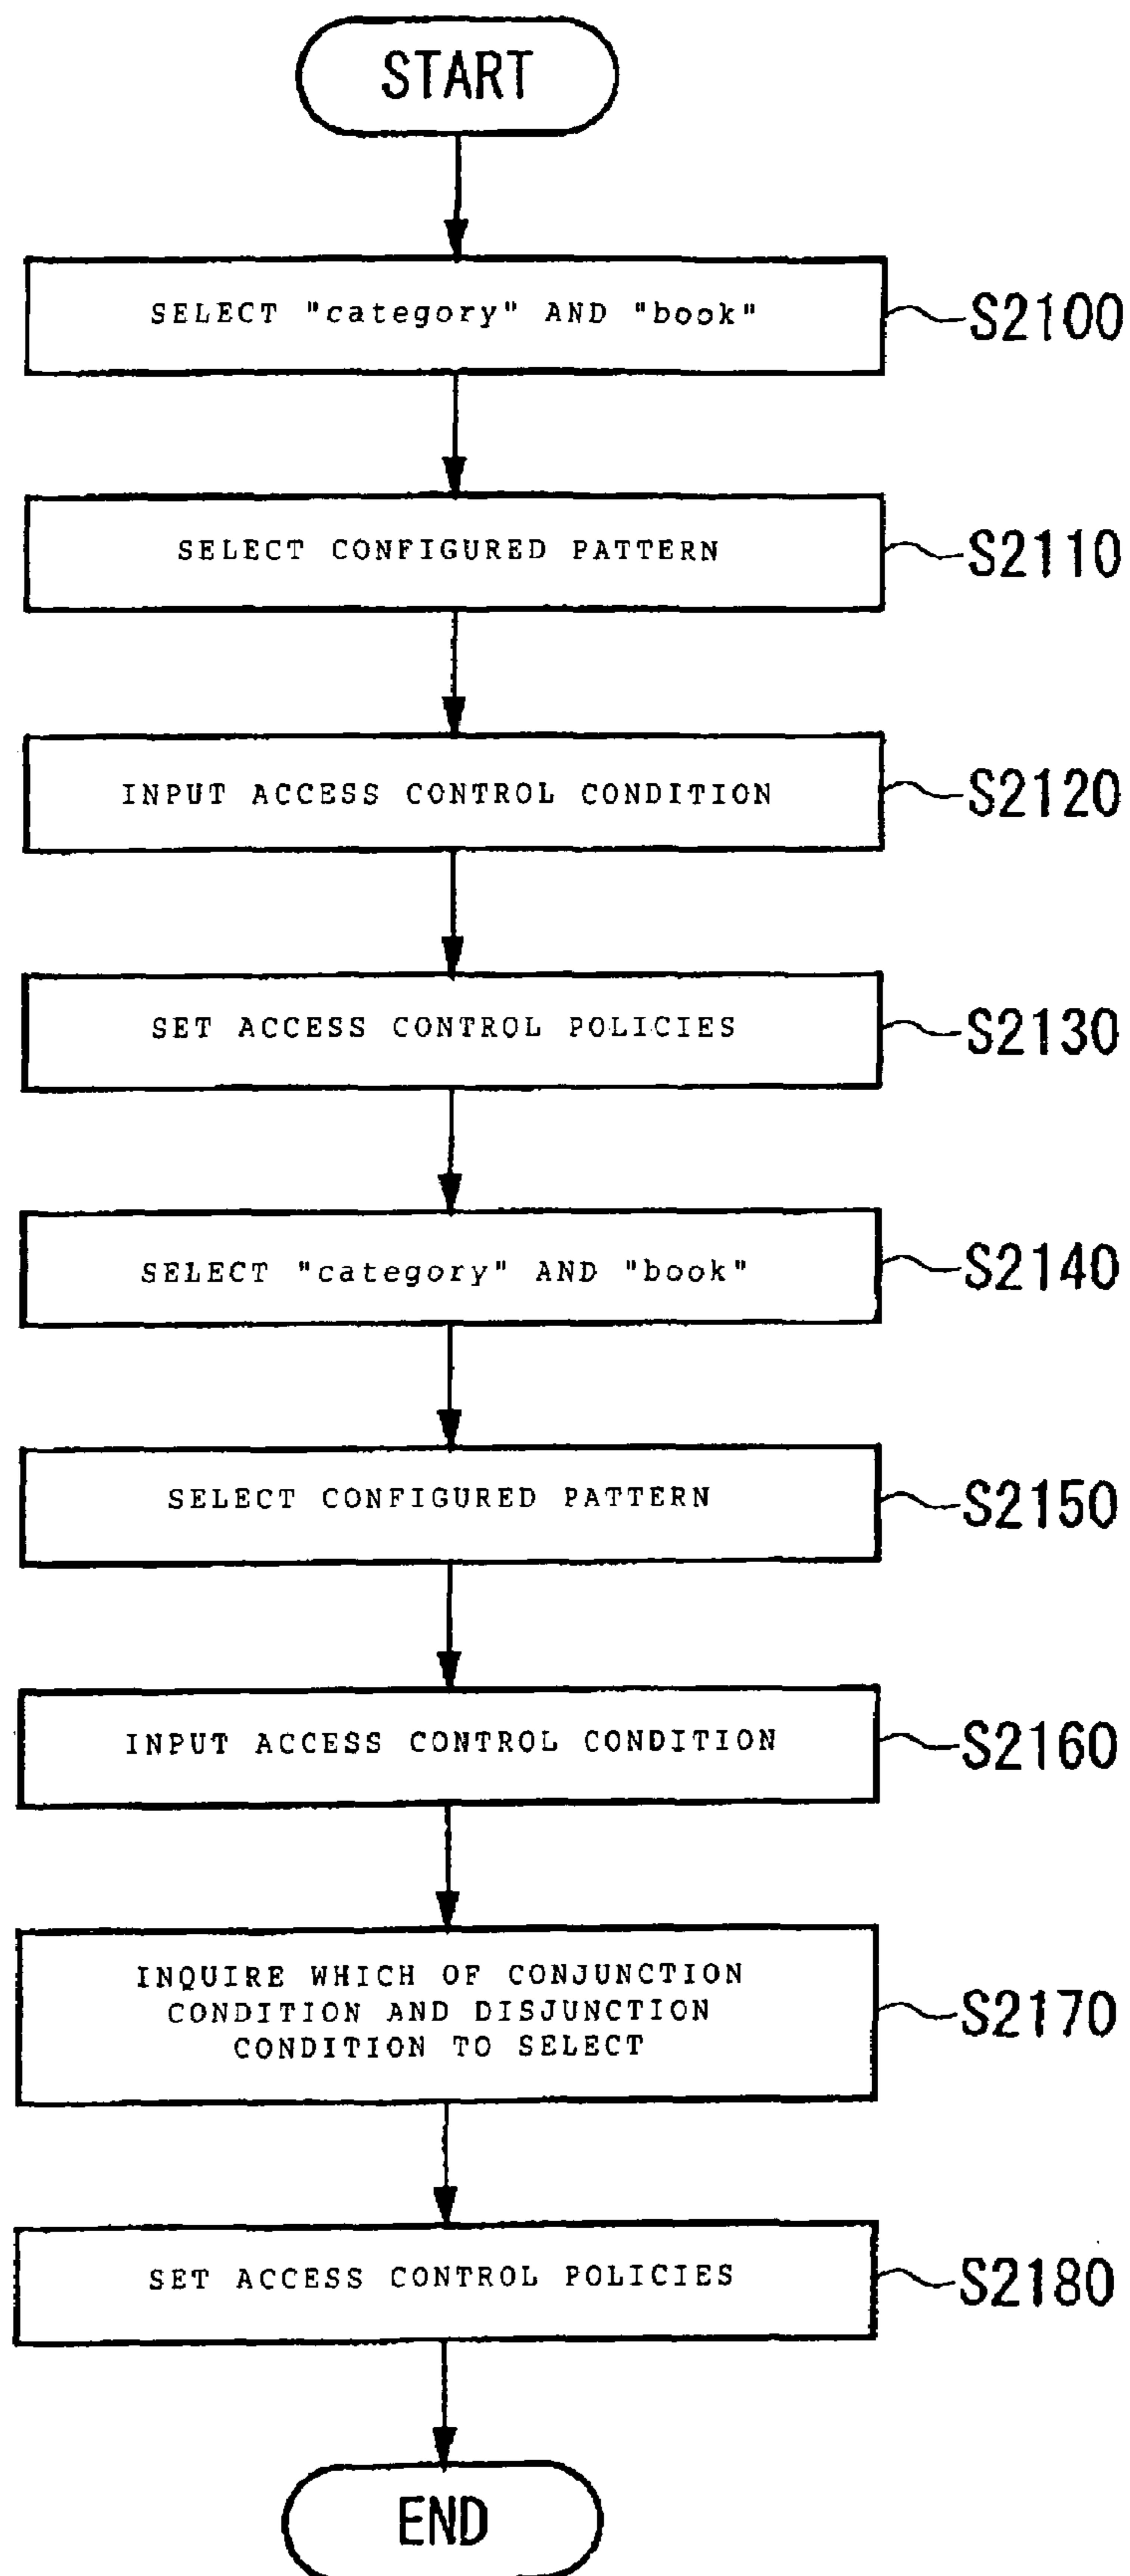 START
SELECT "category" AND "book"
S2100
SELECT CONFIGURED PATTERN
S2110
INPUT ACCESS CONTROL CONDITION
S2120
SET ACCESS CONTROL POLICIES
S2130
SELECT "category" AND "book"
S2140
SELECT CONFIGURED PATTERN
S2150
INPUT ACCESS CONTROL CONDITION
S2160
INQUIRE WHICH OF CONJUNCTION
CONDITION AND DISJUNCTION
CONDITION TO SELECT
S2170
SET ACCESS CONTROL POLICIES
S2180
END